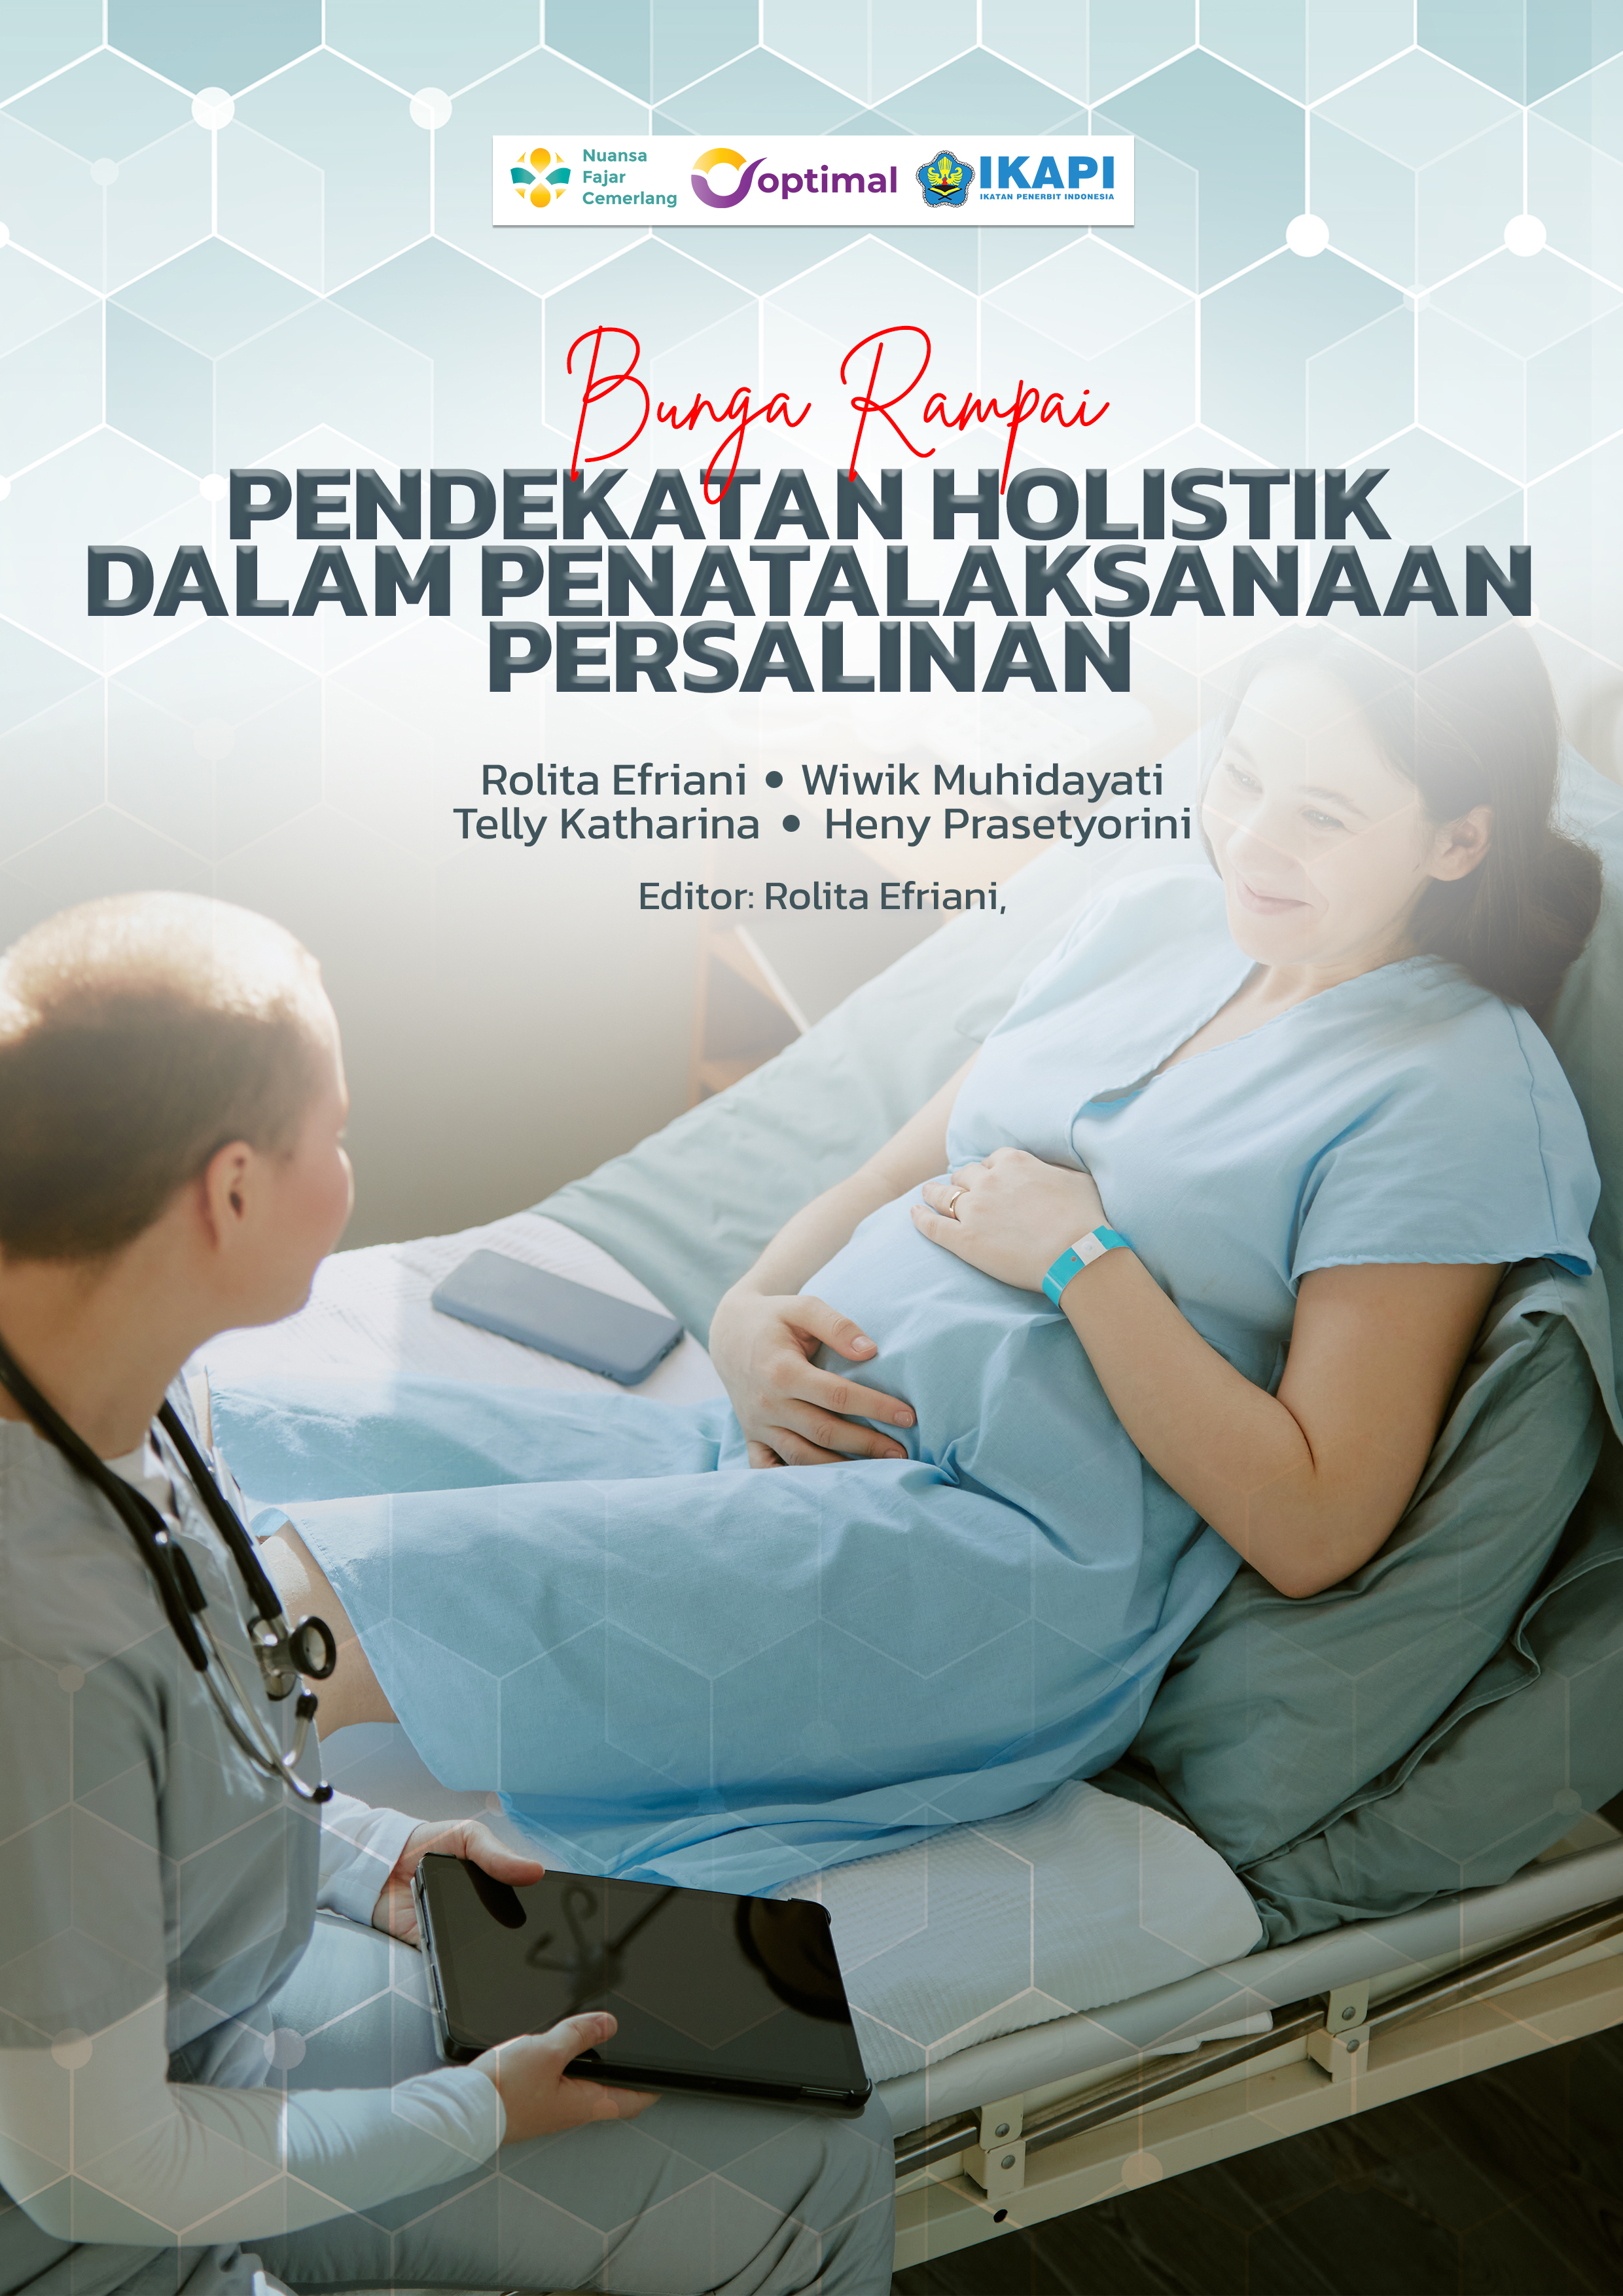 Nuansa
Fajar
Cemerlang
optimal
IKAPI
IKATAN PENERBIT INDONESIA
Bunga Rampai
PENDEKATAN HOLISTIK
DALAM PENATALAKSANAAN
PERSALINAN
Rolita Efriani • Wiwik Muhidayati
Telly Katharina • Heny Prasetyorini
Editor: Rolita Efriani,